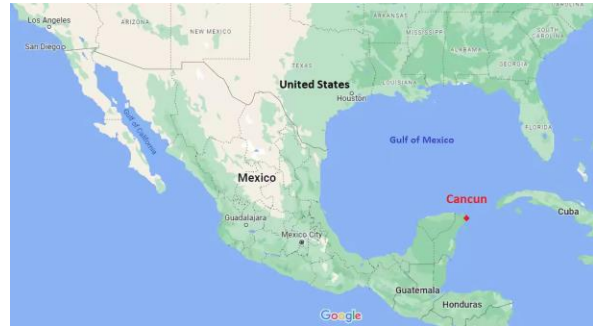 Los Angeles
San Diego
ARIZONA
NEW MEXICO
ARKANSAS
MISSISSIPPI
ALABAMA
GEORGIA
SOUTH
CAROLINA
TEXAS
LOUISIANA
United States
Houston
FLORIDA
Gulf of California
Gulf of Mexico
Mexico
Cancun
Cuba
Guadalajara
Mexico City
Guatemala
Honduras
Google